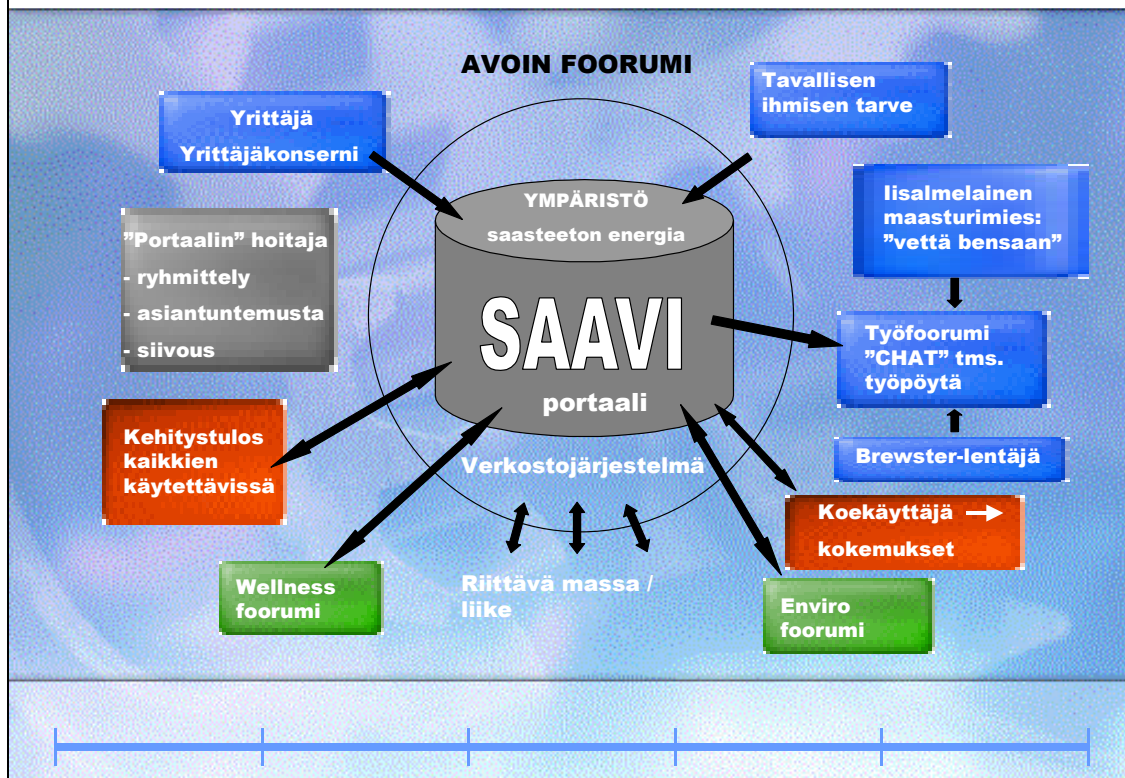 AVOIN FOORUMI
Yrittäjä
Yrittäjäkonserni
Tavallisen
ihmisen tarve
YMPÄRISTÖ
saasteeton energia
SAAVI
portaali
Verkostojärjestelmä
Riittävä massa /
liike
”Portaalin” hoitaja
- ryhmittely
- asiantuntemusta
- siivous
Kehitystulos
kaikkien
käytettävissä
Wellness
foorumi
Iisalmelainen
maasturimies:
”vettä bensaan”
Työfoorumi
”CHAT” tms.
työpöytä
Brewster-lentäjä
Koekäyttäjä
kokemukset
Enviro
foorumi